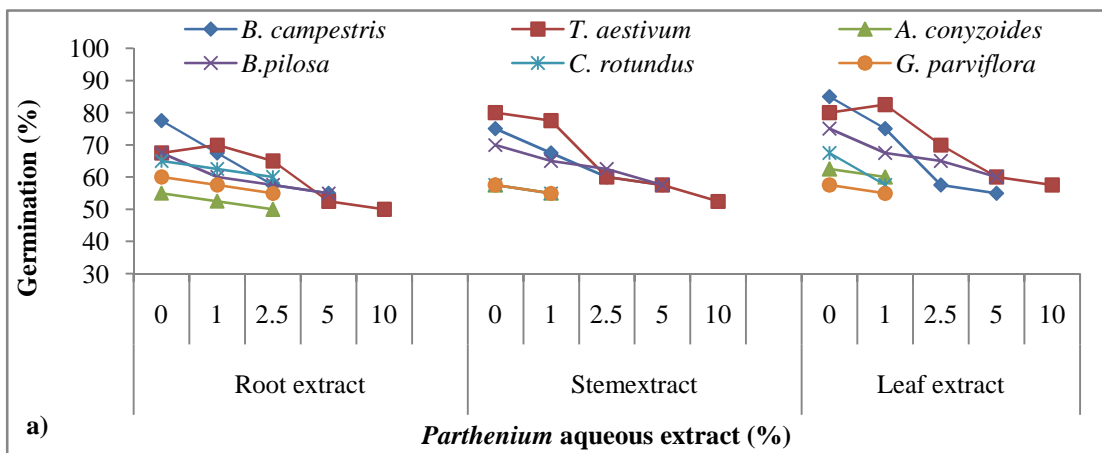 B. campestris T. aestivum A. conyzoides
B.pilosa C. rotundus G. parviflora
100
90
80
70
60
50
40
30
Germination (%)
0 1 2.5 5 10 0 1 2.5 5 10 0 1 2.5 5 10
Root extract Stemextract Leaf extract
a)
Parthenium aqueous extract (%)